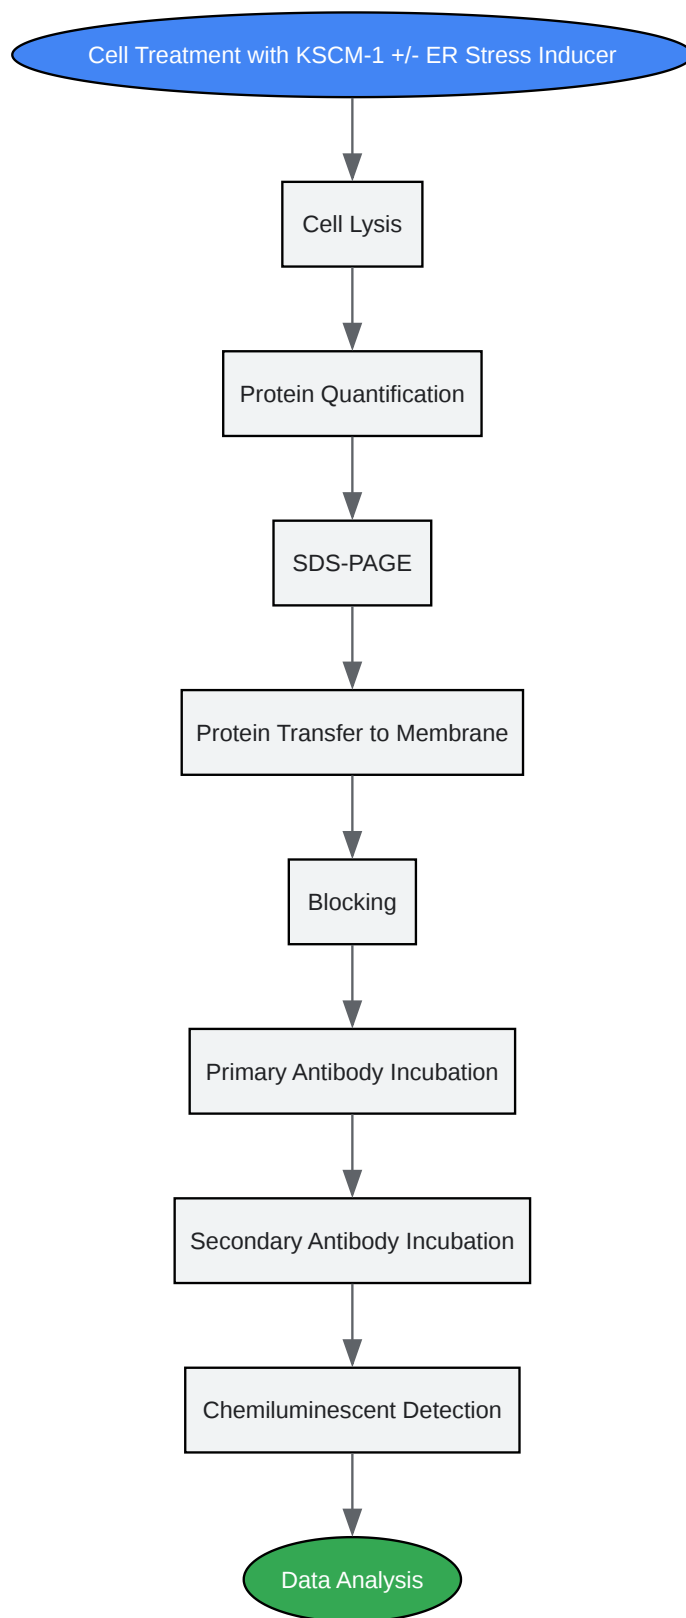 Cell Treatment with KSCM-1 +/- ER Stress Inducer
Cell Lysis
Protein Quantification
SDS-PAGE
Protein Transfer to Membrane
Blocking
Primary Antibody Incubation
Secondary Antibody Incubation
Chemiluminescent Detection
Data Analysis